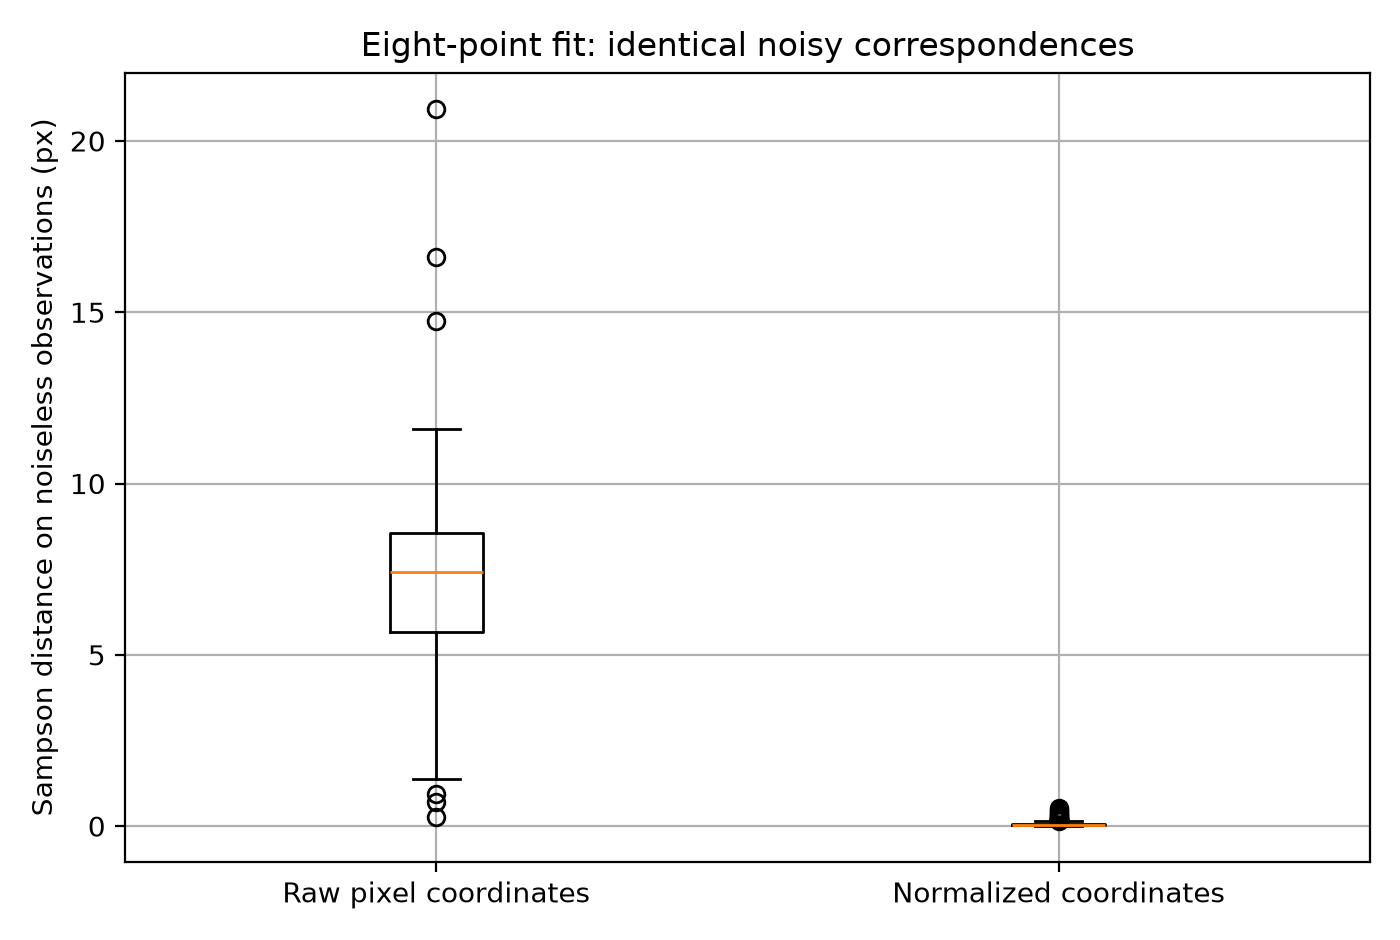 Eight-point fit: identical noisy correspondences
Sampson distance on noiseless observations (px)
20
15
10
5
0
Raw pixel coordinates
Normalized coordinates